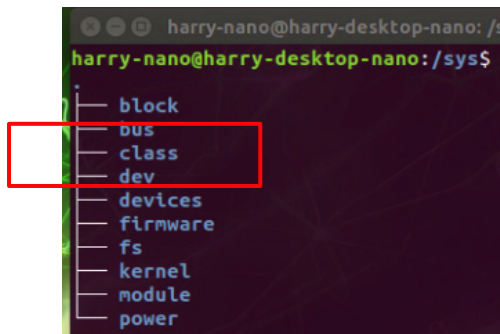 harry-nano@harry-desktop-nano: /s
harry-nano@harry-desktop-nano:/sys$
.
├── block
├── bus
├── class
├── dev
├── devices
├── firmware
├── fs
├── kernel
├── module
└── power